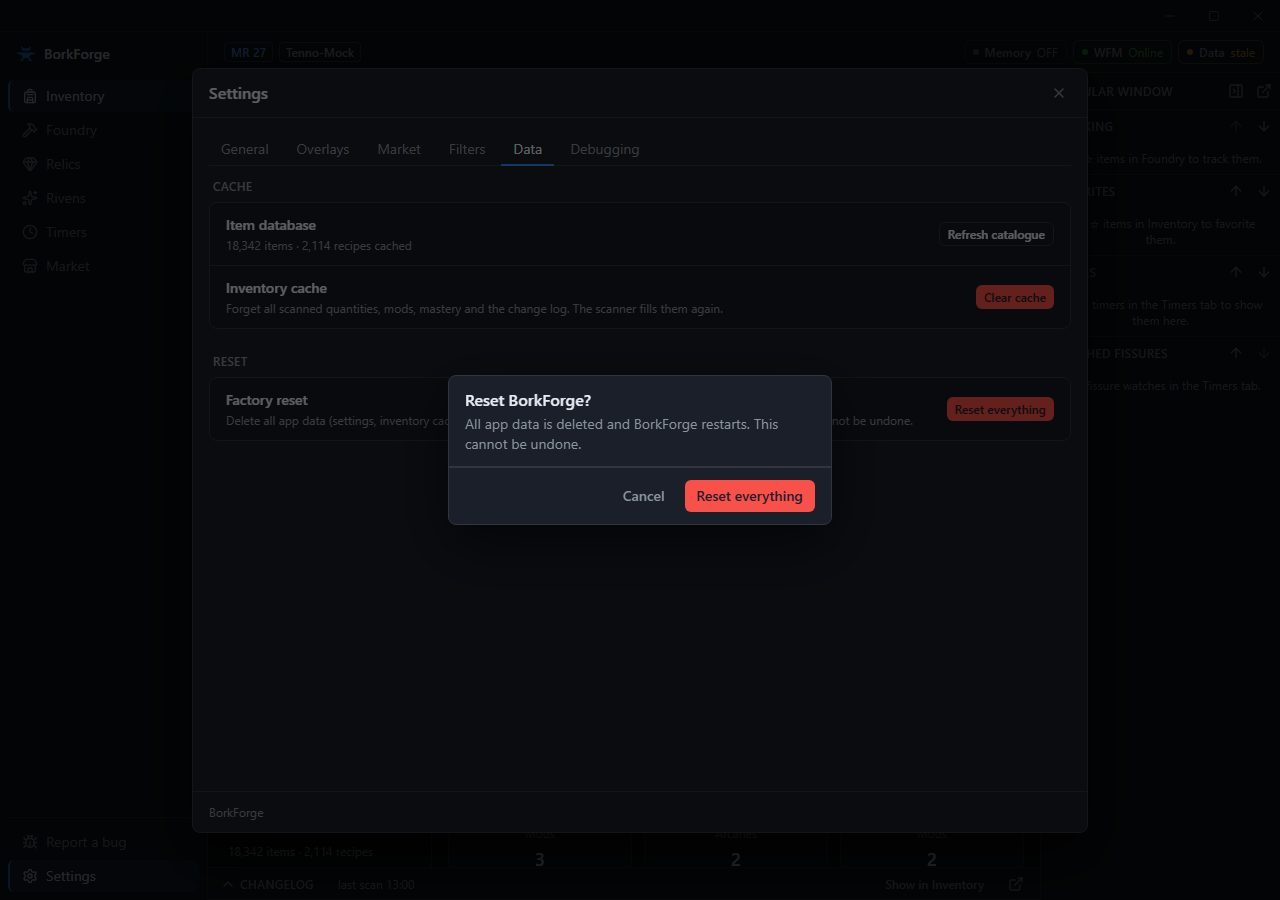 BorkForge
MR 27
Tenno-Mock
Memory OFF
WFM Online
Data stale
Inventory
Foundry
Relics
Rivens
Timers
Market
Report a bug
Settings
Settings
General
Overlays
Market
Filters
Data
Debugging
CACHE
Item database
18,342 items · 2,114 recipes cached
Refresh catalogue
Inventory cache
Forget all scanned quantities, mods, mastery and the change log. The scanner fills them again.
Clear cache
RESET
Factory reset
Delete all app data (settings, inventory
not be undone.
Reset everything
Reset BorkForge?
All app data is deleted and BorkForge restarts. This
cannot be undone.
Cancel
Reset everything
BorkForge
WINDOW
items in Foundry to track them.
☆ items in Inventory to favorite
them.
timers in the Timers tab to show
them here.
FISSURES
fissure watches in the Timers tab.
18,342 items · 2,114 recipes
Mods
3
Arcanes
2
Mods
2
CHANGELOG
last scan 13:00
Show in Inventory